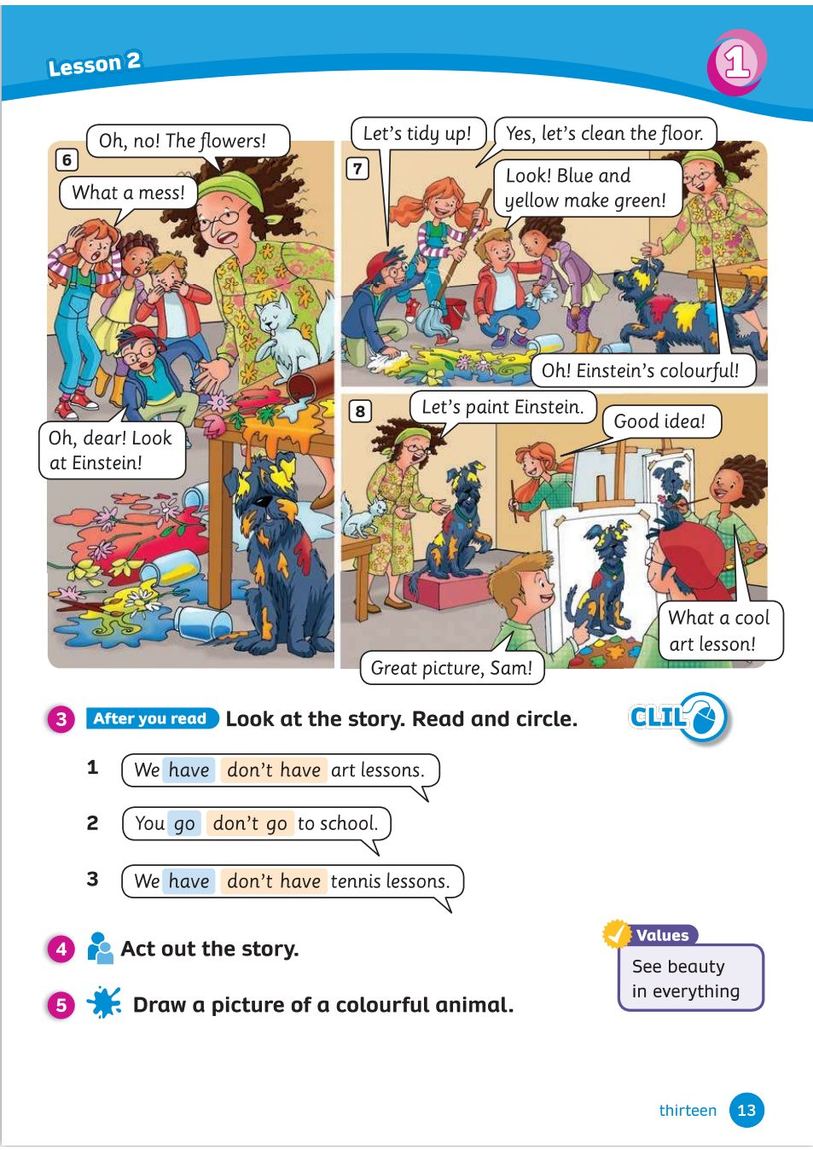 Lesson 2
1
6
Oh, no! The flowers!
What a mess!
Oh, dear! Look
at Einstein!
7
Let's tidy up!
Yes, let's clean the floor.
Look! Blue and
yellow make green!
Oh! Einstein's colourful!
8
Let's paint Einstein.
Good idea!
What a cool
art lesson!
Great picture, Sam!
3 After you read Look at the story. Read and circle.
CLIL
1 We have don't have art lessons.
2 You go don't go to school.
3 We have don't have tennis lessons.
4 Act out the story.
5 Draw a picture of a colourful animal.
Values
See beauty
in everything
thirteen 13